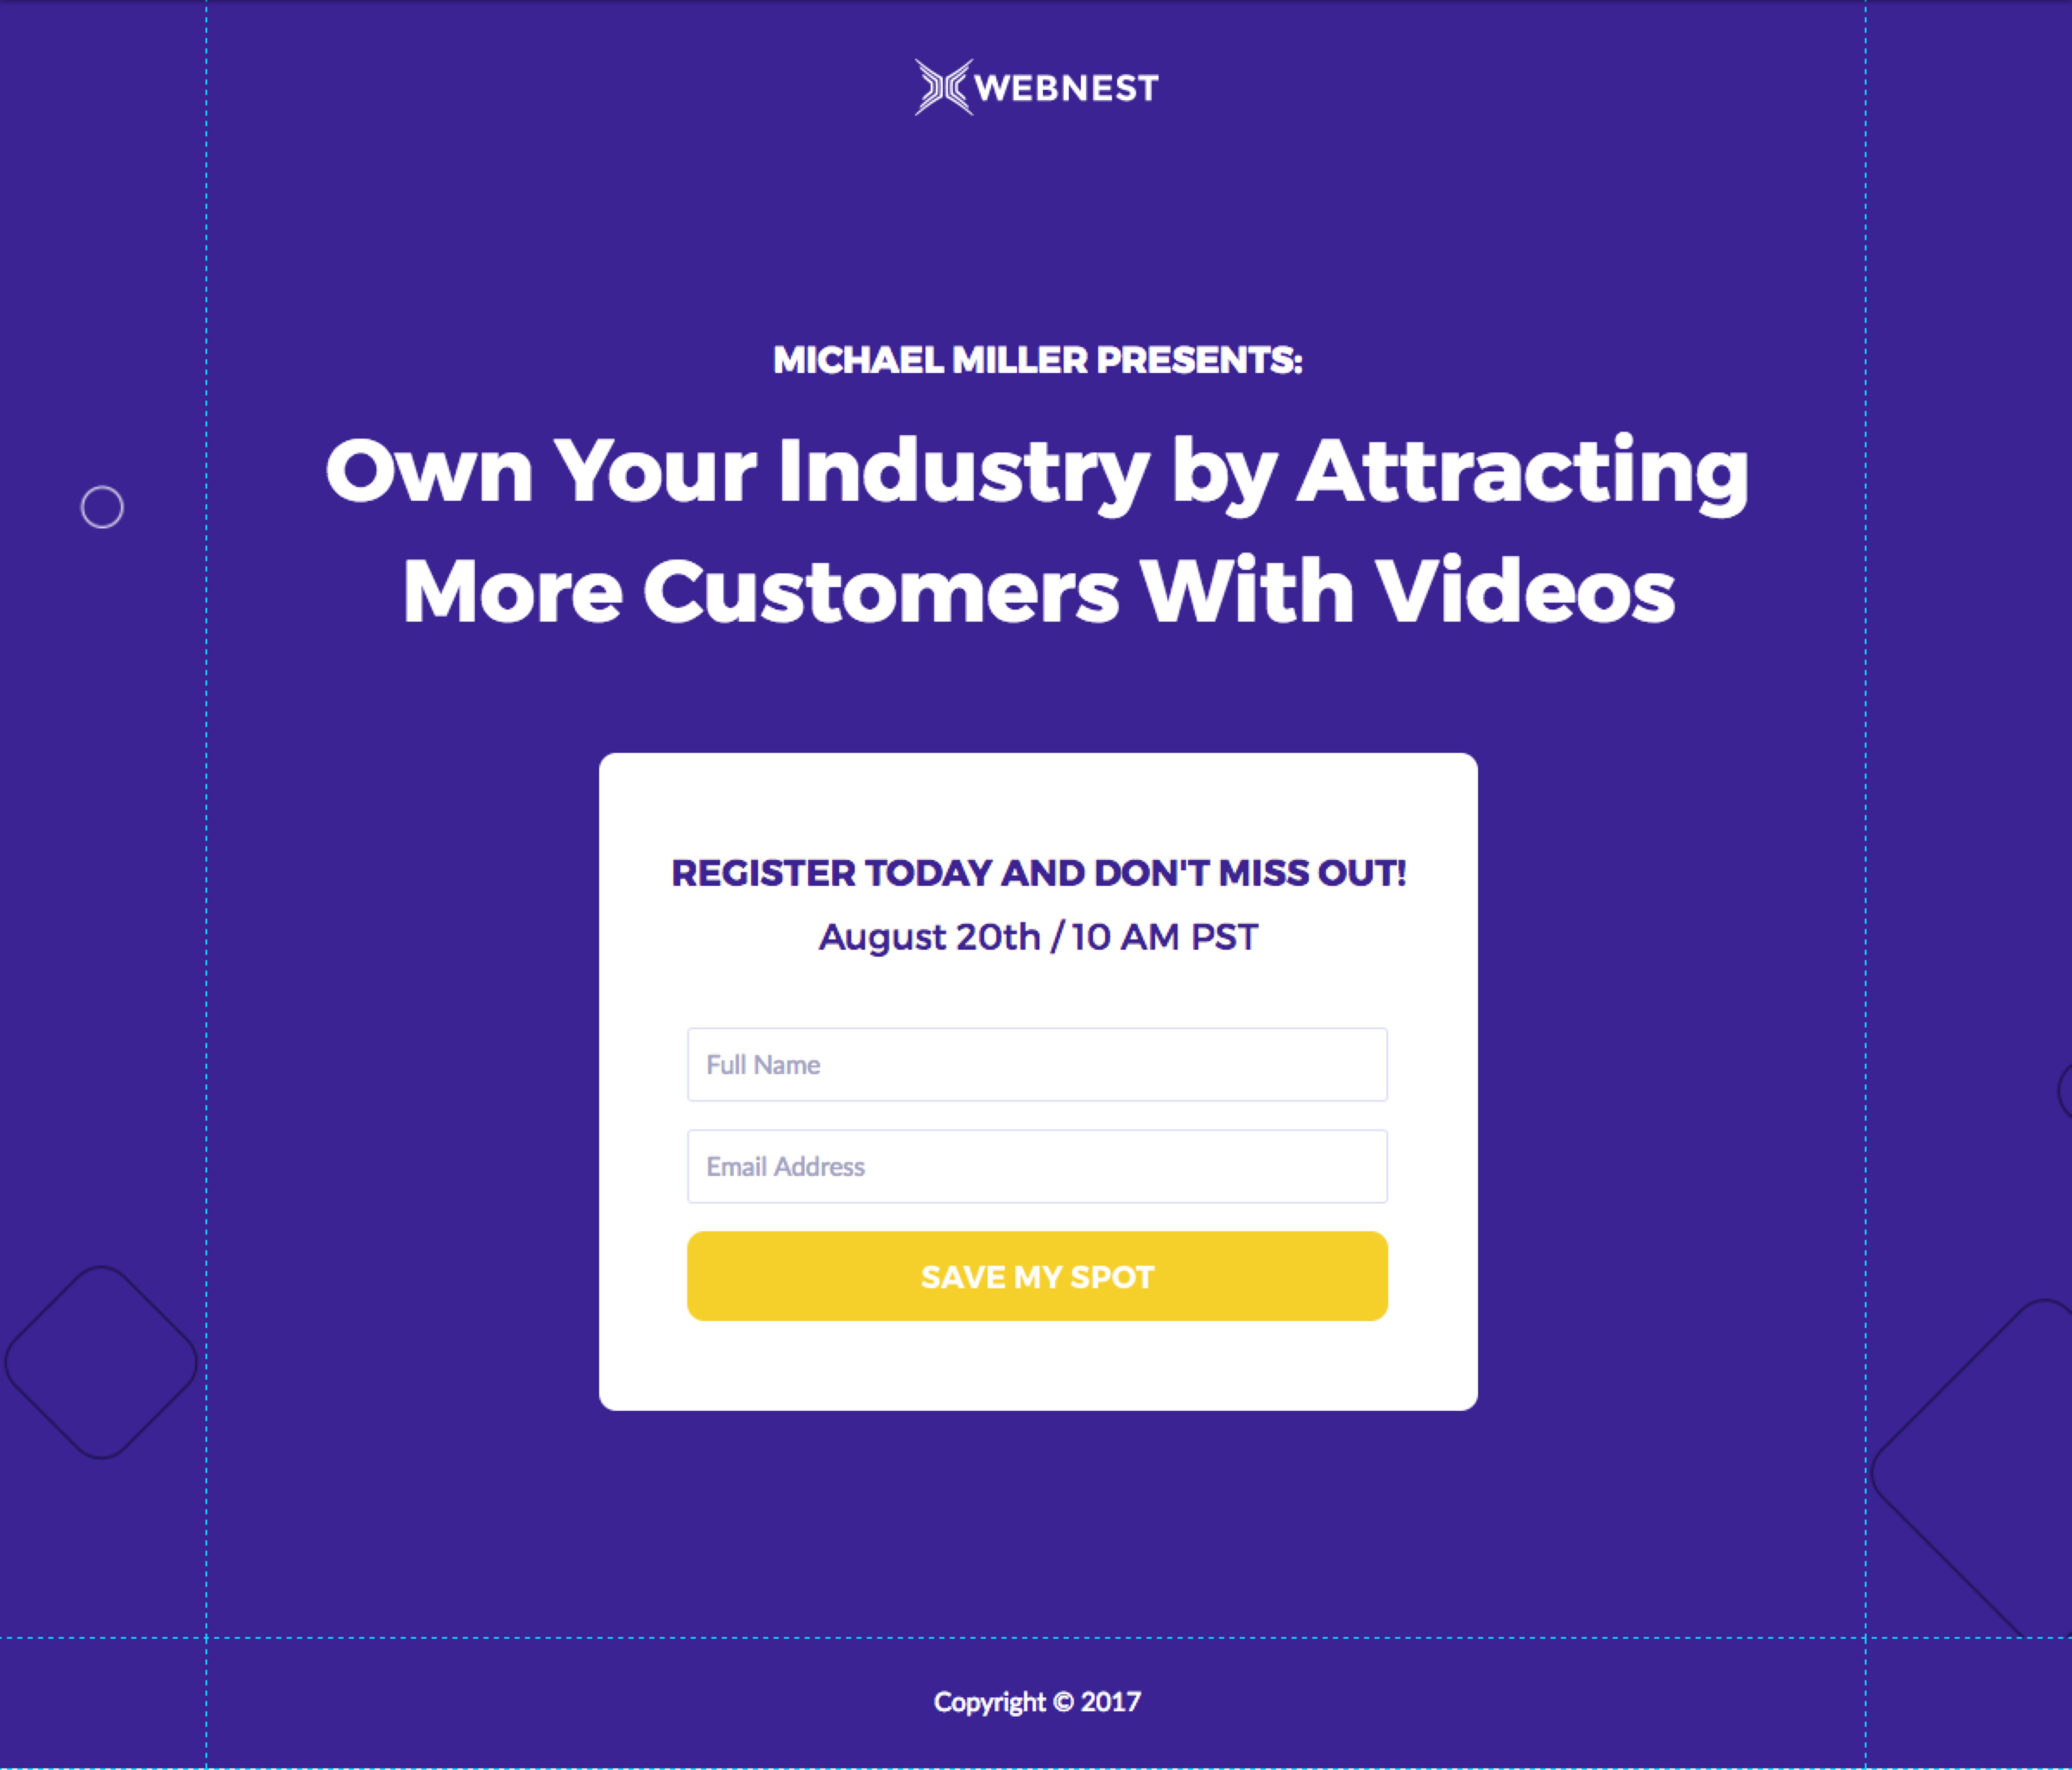 WEBNEST
MICHAEL MILLER PRESENTS:
Own Your Industry by Attracting
More Customers With Videos
REGISTER TODAY AND DON'T MISS OUT!
August 20th / 10 AM PST
Full Name
Email Address
SAVE MY SPOT
Copyright © 2017